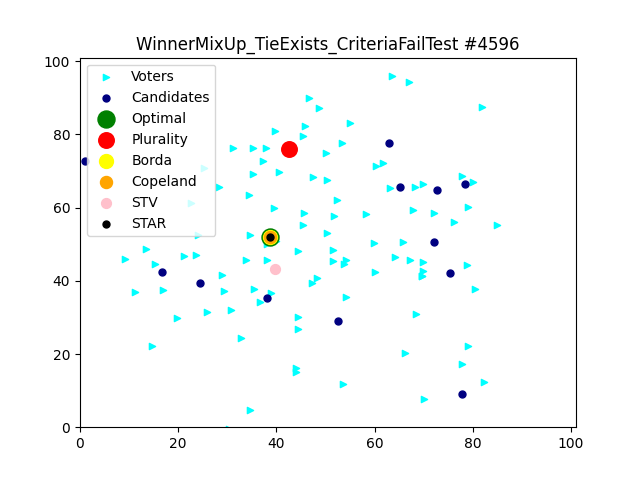 WinnerMixUp_TieExists_CriteriaFailTest #4596
100
80
60
40
20
0
Voters
Candidates
Optimal
Plurality
Borda
Copeland
STV
STAR
0 20 40 60 80 100